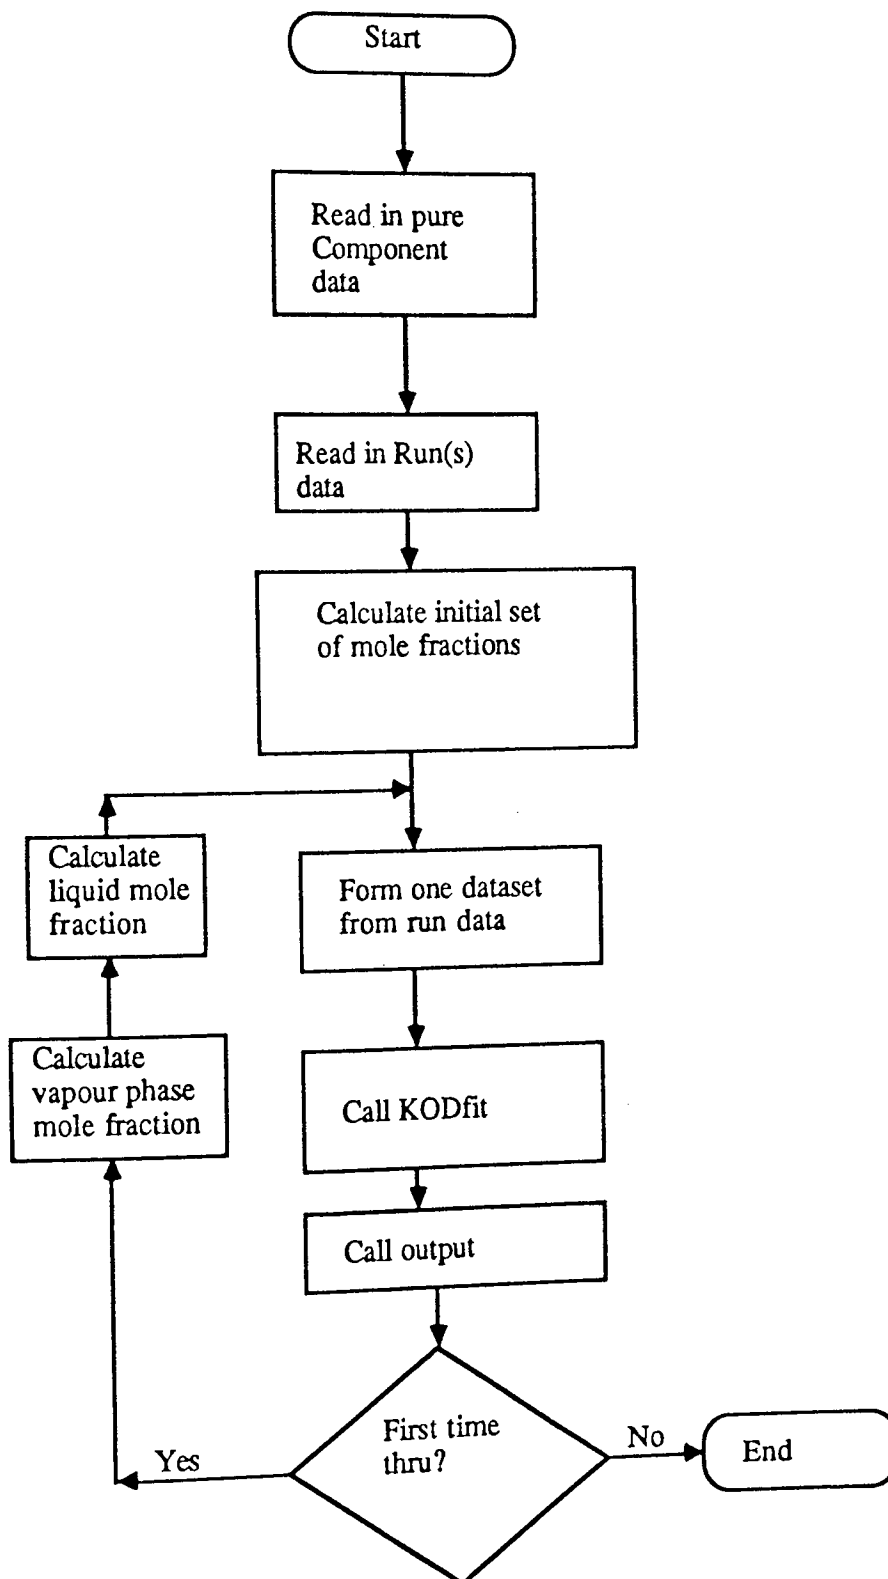 Start
Read in pure
Component
data
Read in Run(s)
data
Calculate initial set
of mole fractions
Calculate
liquid mole
fraction
Form one dataset
from run data
Calculate
vapour phase
mole fraction
Call KODfit
Call output
First time
thru?
Yes
No
End